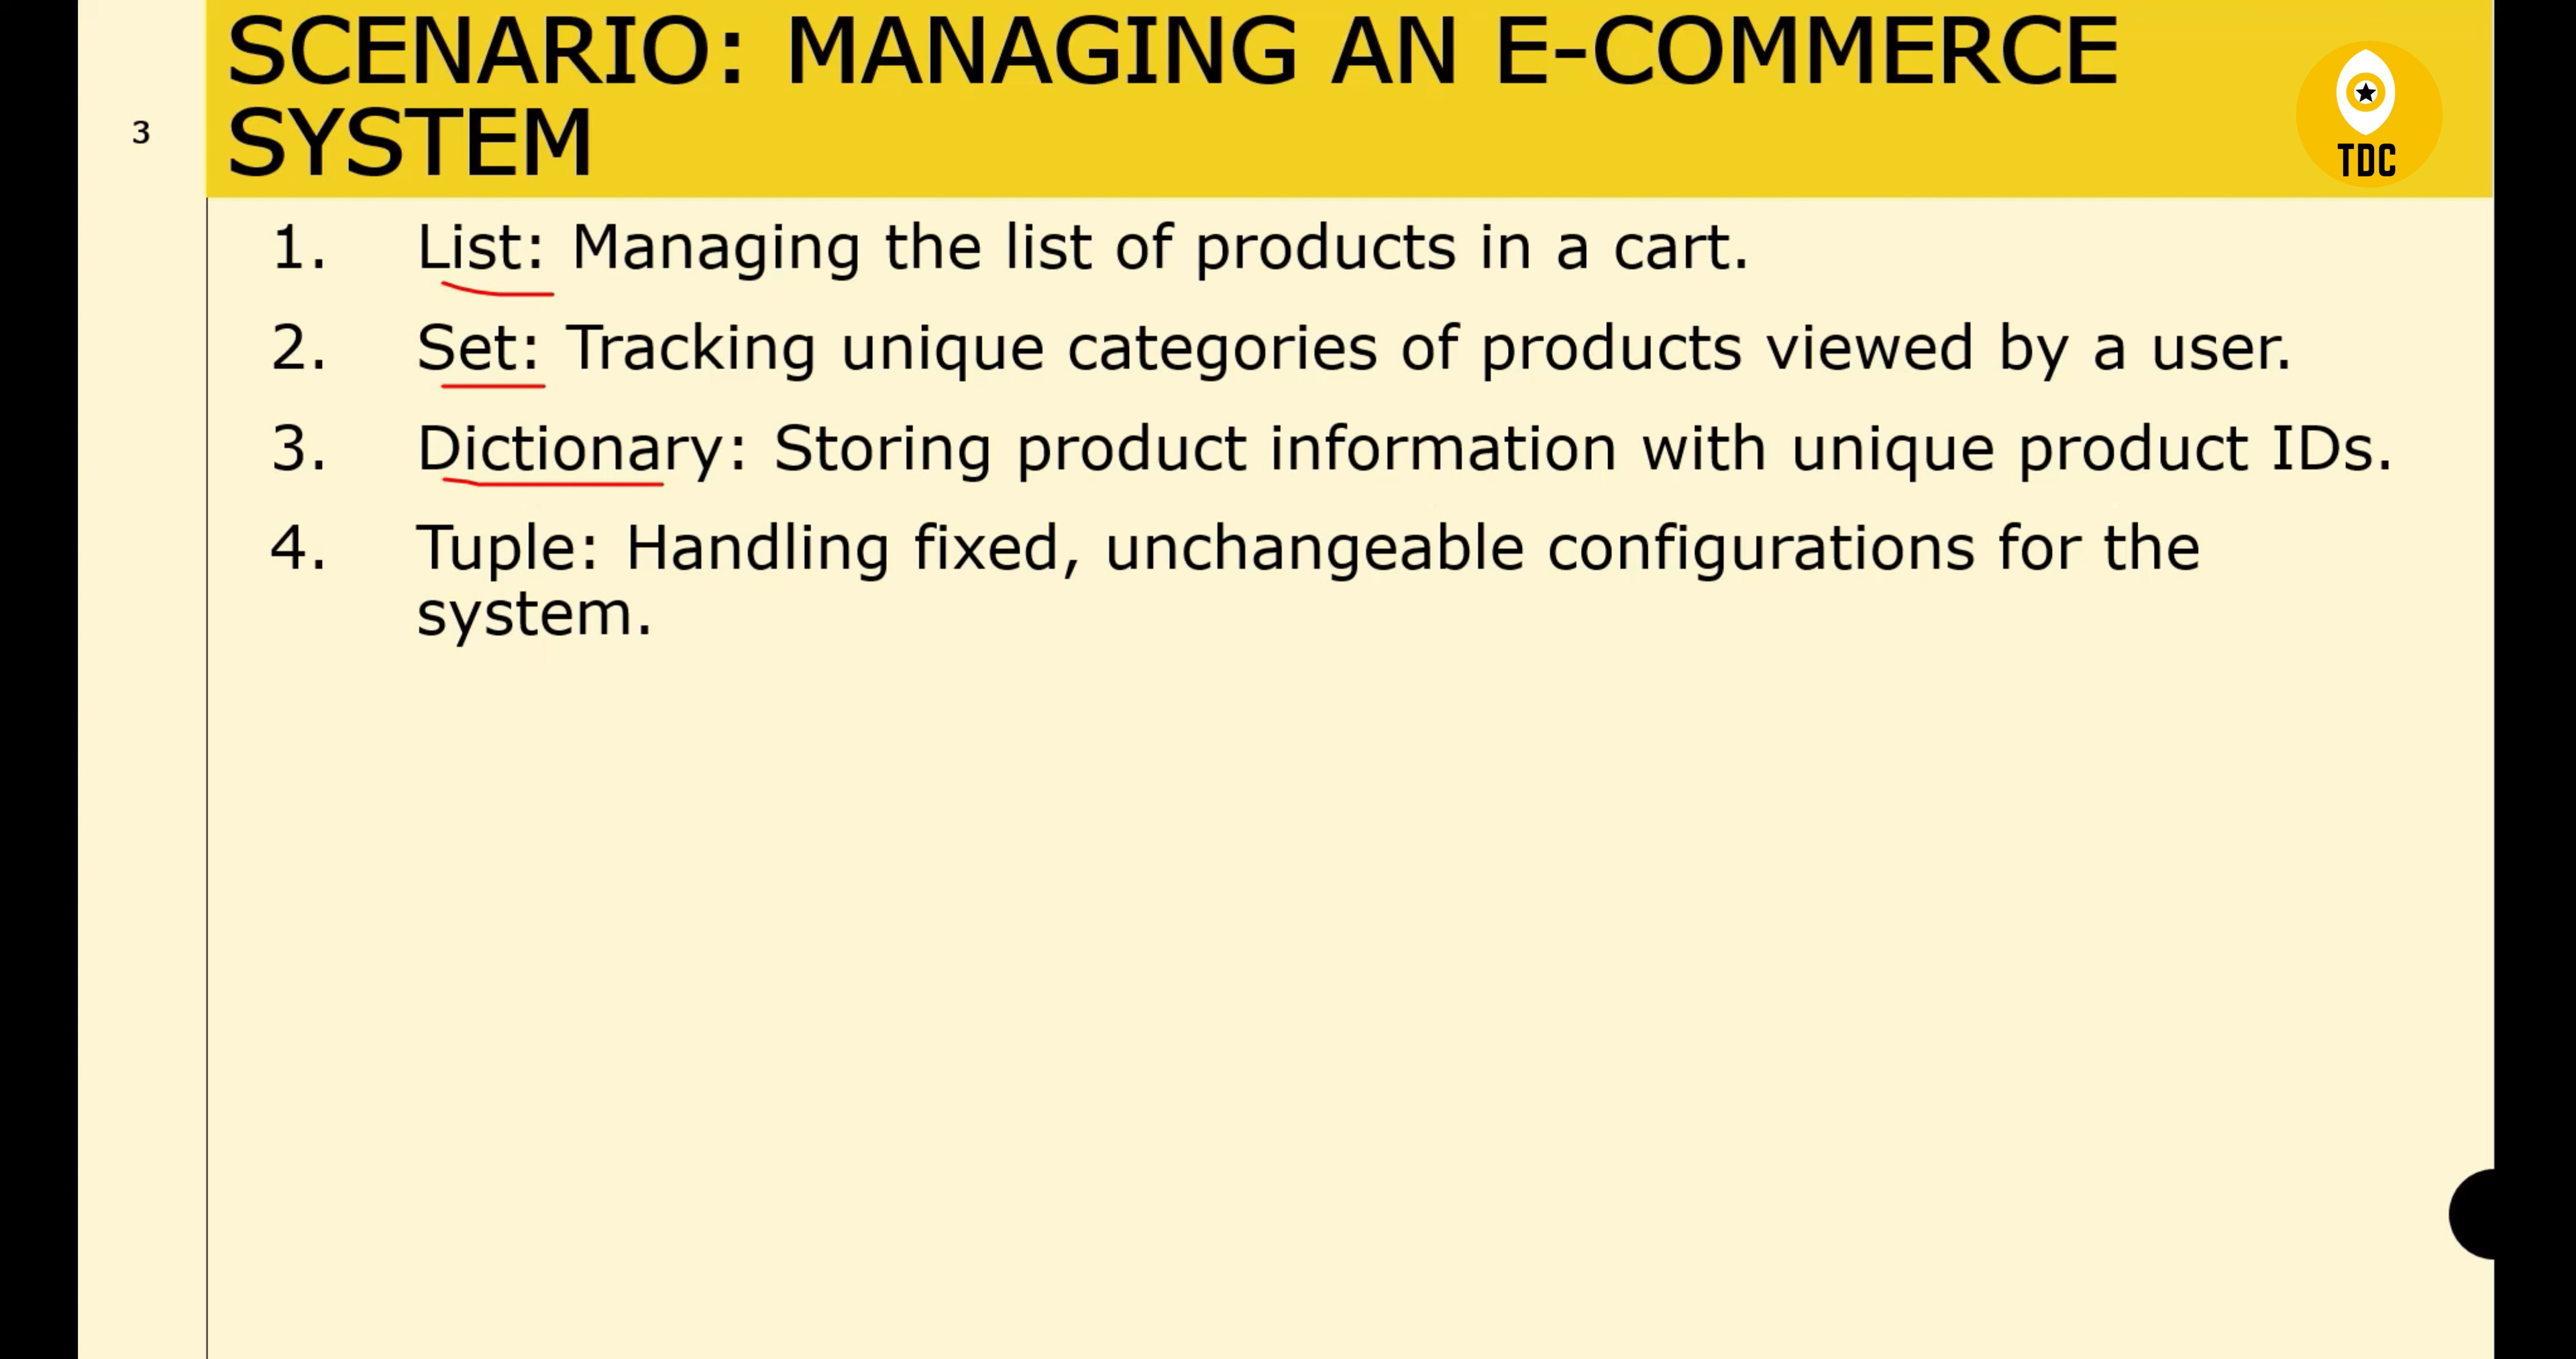 SCENARIO: MANAGING AN E-COMMERCE
SYSTEM
3
TDC
1. List: Managing the list of products in a cart.
2. Set: Tracking unique categories of products viewed by a user.
3. Dictionary: Storing product information with unique product IDs.
4. Tuple: Handling fixed, unchangeable configurations for the
system.